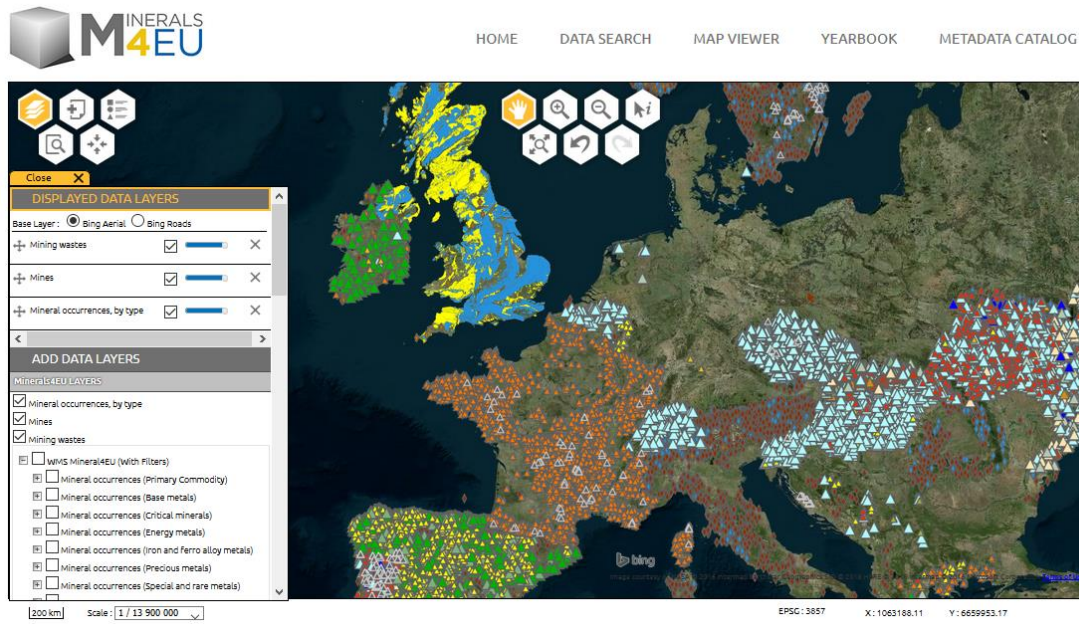 MINERALS
4EU
HOME DATA SEARCH MAP VIEWER YEARBOOK METADATA CATALOG
Close X
DISPLAYED DATA LAYERS
Base Layer : Bing Aerial Bing Roads
Mining wastes
Mines
Mineral occurrences, by type
ADD DATA LAYERS
Minerals4EU LAYERS
Mineral occurrences, by type
Mines
Mining wastes
WMS Mineral4EU (With Filters)
Mineral occurrences (Primary Commodity)
Mineral occurrences (Base metals)
Mineral occurrences (Critical minerals)
Mineral occurrences (Energy metals)
Mineral occurrences (Iron and ferro alloy metals)
Mineral occurrences (Precious metals)
Mineral occurrences (Special and rare metals)
bing
200 km Scale : 1 / 13 900 000 EPSG : 3857 X : 1063188.11 Y : 6659953.17